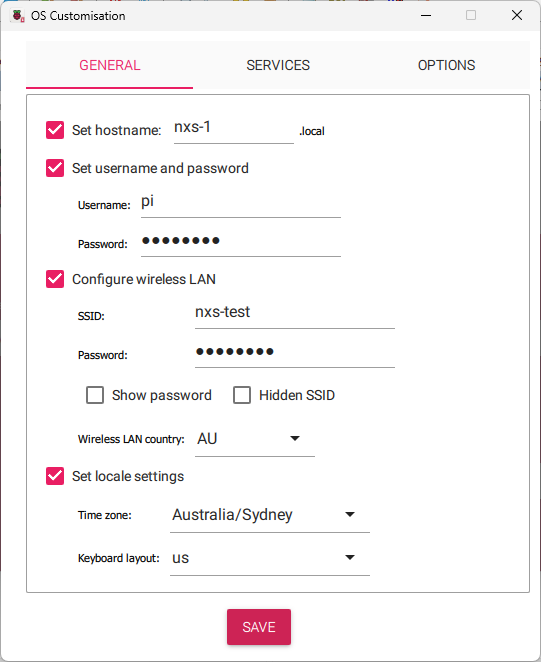 OS Customisation
GENERAL SERVICES OPTIONS
Set hostname: nxs-1 .local
Set username and password
Username: pi
Password: ●●●●●●●●
Configure wireless LAN
SSID: nxs-test
Password: ●●●●●●●●
Show password Hidden SSID
Wireless LAN country: AU
Set locale settings
Time zone: Australia/Sydney
Keyboard layout: us
SAVE